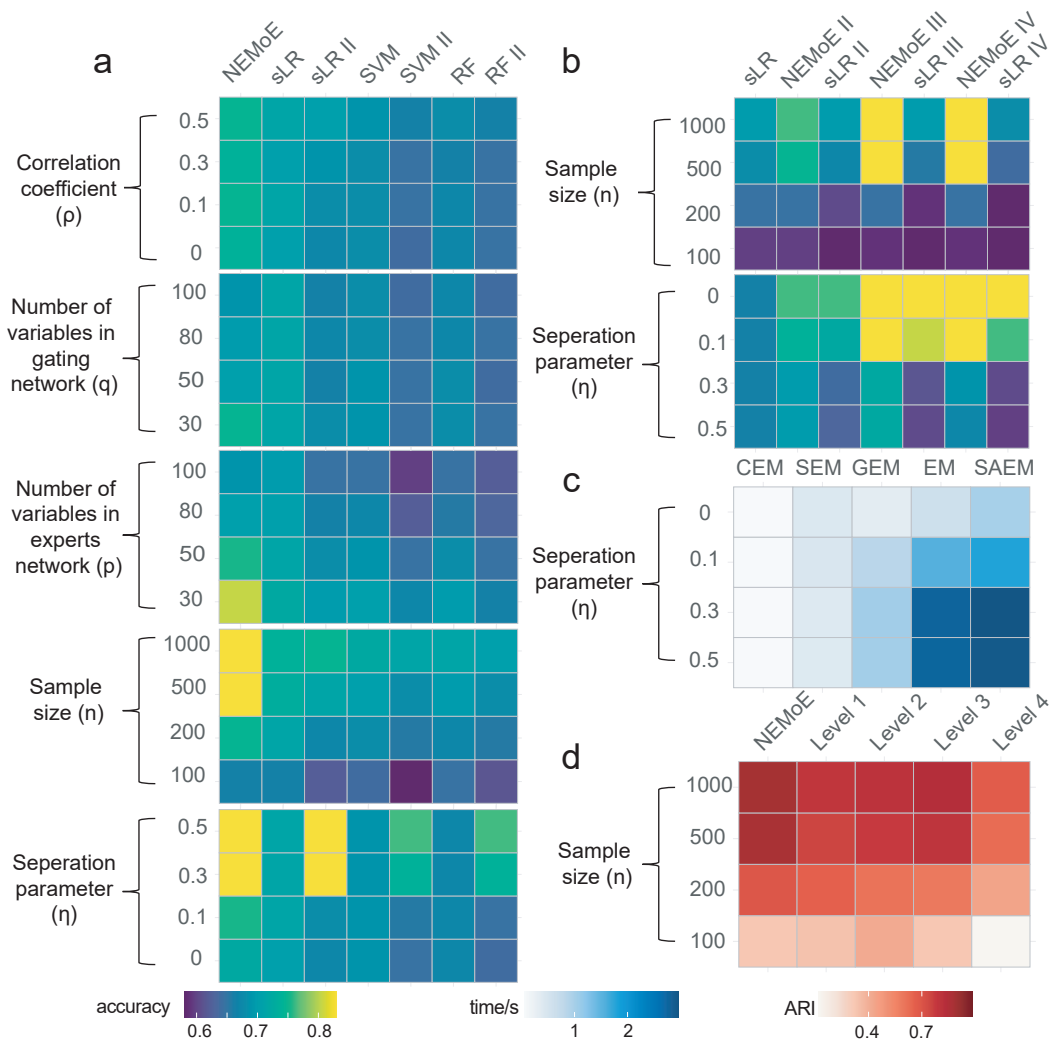 a
NEMoE
sLR
sLR II
SVM
SVM II
RF
RF II
Correlation
coefficient
(ρ)
0.5
0.3
0.1
0
Number of
variables in
gating
network (q)
100
80
50
30
Number of
variables in
experts
network (p)
100
80
50
30
Sample
size (n)
1000
500
200
100
Seperation
parameter
(η)
0.5
0.3
0.1
0
accuracy
0.6
0.7
0.8
b
sLR
NEMoE II
sLR II
NEMoE III
sLR III
NEMoE IV
sLR IV
Sample
size (n)
1000
500
200
100
Seperation
parameter
(η)
0
0.1
0.3
0.5
c
CEM
SEM
GEM
EM
SAEM
Seperation
parameter
(η)
0
0.1
0.3
0.5
d
NEMoE
Level 1
Level 2
Level 3
Level 4
Sample
size (n)
1000
500
200
100
time/s
1
2
ARI
0.4
0.7